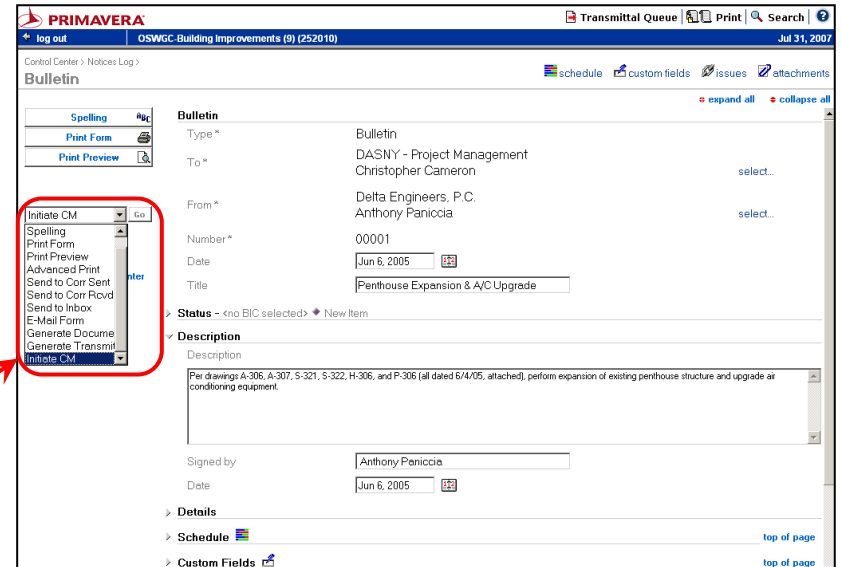 PRIMAVERA
Transmittal Queue Print Search
log out OSWGC-Building Improvements (9) (252010) Jul 31, 2007
Control Center > Notices Log >
Bulletin
schedule custom fields issues attachments
expand all collapse all
Spelling
Print Form
Print Preview
Initiate CM Go
Spelling
Print Form
Print Preview
Advanced Print
Send to Corr Sent
Send to Corr Rcvd
Send to Inbox
E-Mail Form
Generate Docume
Generate Transmit
Initiate CM
nter
Bulletin
Type* Bulletin
To* DASNY - Project Management
Christopher Cameron select...
From* Delta Engineers, P.C.
Anthony Paniccia select...
Number* 00001
Date Jun 6, 2005
Title Penthouse Expansion & A/C Upgrade
Status - <no BIC selected> New Item
Description
Description
Per drawings A-306, A-307, S-321, S-322, H-306, and P-306 (all dated 6/4/05, attached), perform expansion of existing penthouse structure and upgrade air
conditioning equipment.
Signed by Anthony Paniccia
Date Jun 6, 2005
Details
Schedule top of page
Custom Fields top of page